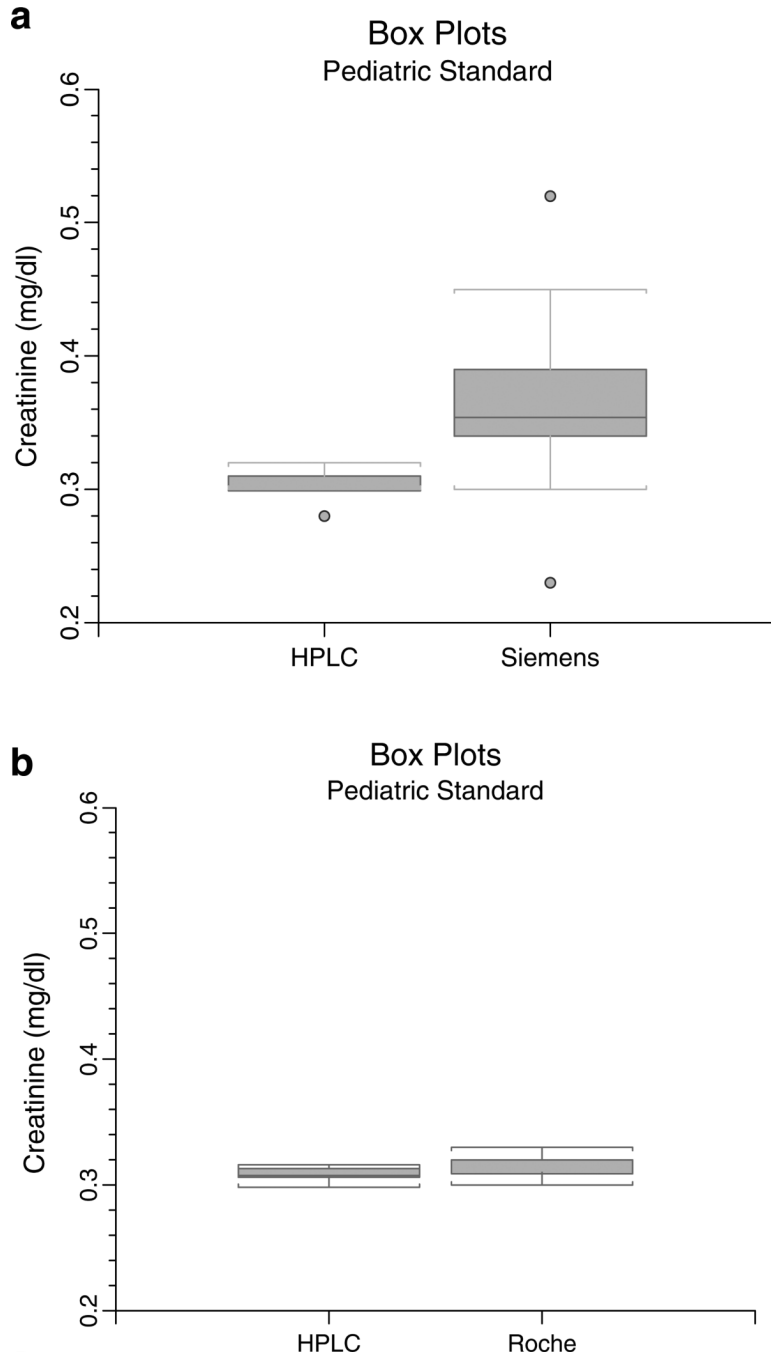 a
Box Plots
Pediatric Standard
Creatinine (mg/dl)
0.6
0.5
0.4
0.3
0.2
HPLC Siemens
b
Box Plots
Pediatric Standard
Creatinine (mg/dl)
0.6
0.5
0.4
0.3
0.2
HPLC Roche